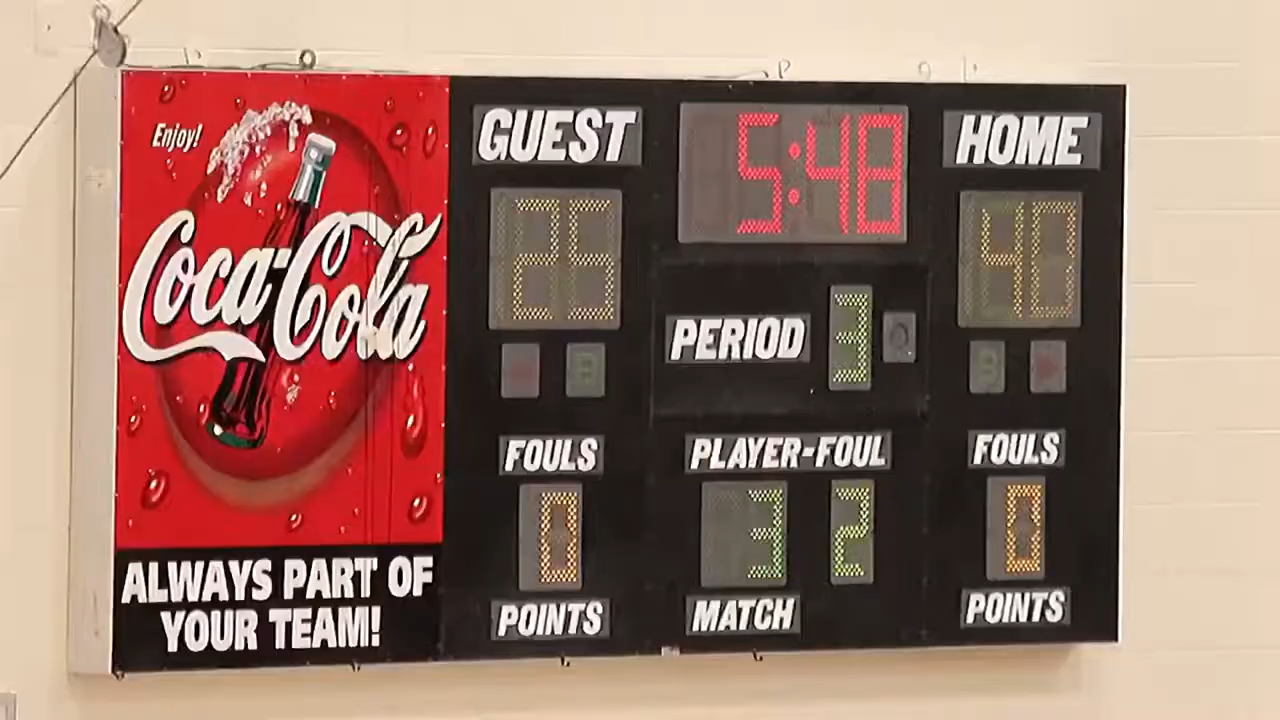 Enjoy!
Coca-Cola
ALWAYS PART OF
YOUR TEAM!
GUEST
5:48
HOME
25
40
PERIOD 3
FOULS
PLAYER-FOUL
FOULS
0
3 2
0
POINTS
MATCH
POINTS